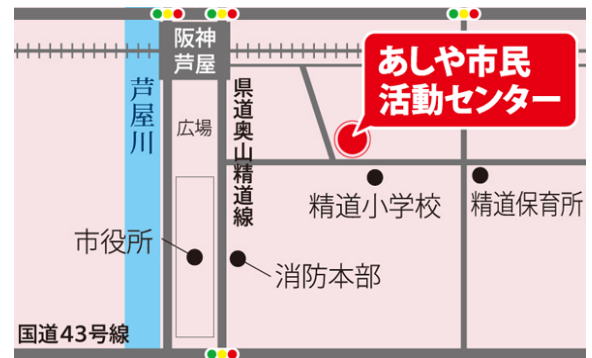 阪神
芦屋
あしや市民
活動センター
芦屋川
広場
県道奥山精道線
精道小学校
精道保育所
市役所
消防本部
国道43号線